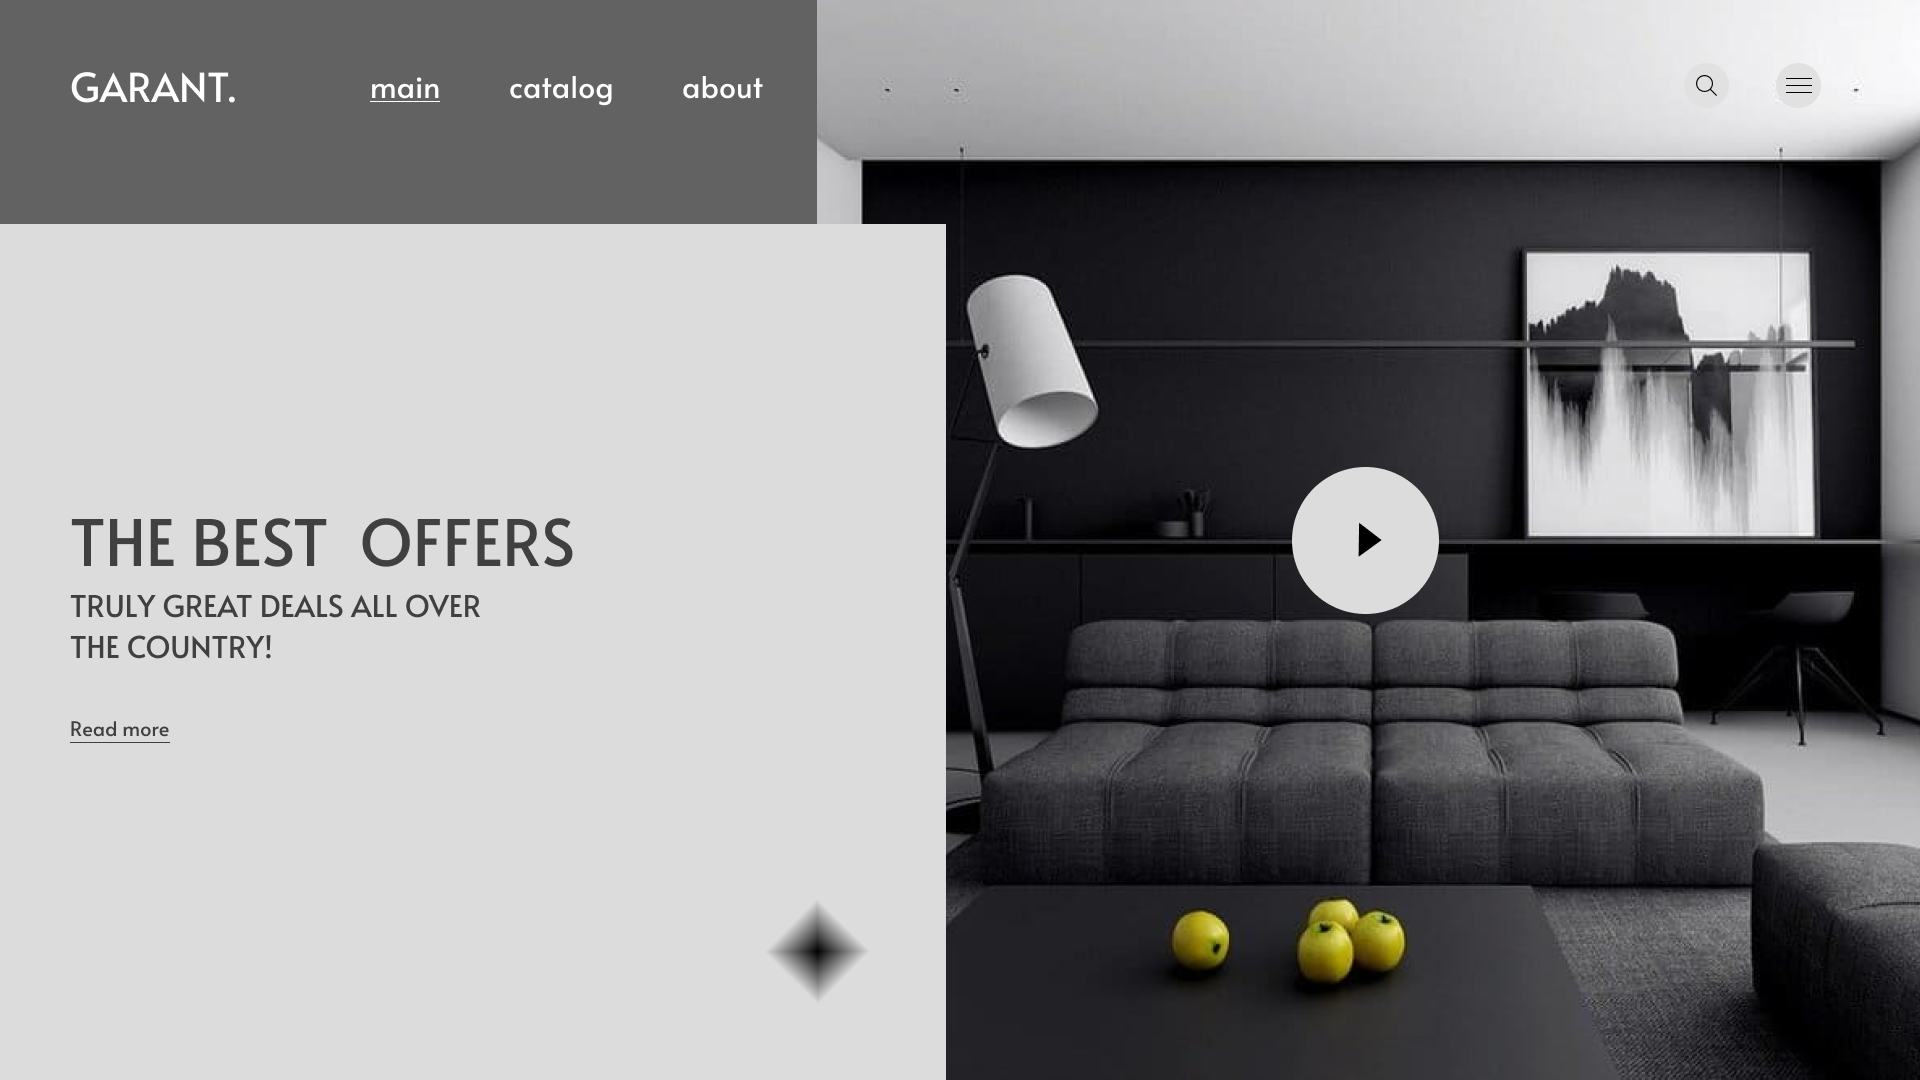 GARANT.
main
catalog
about
THE BEST  OFFERS
TRULY GREAT DEALS ALL OVER
THE COUNTRY!
Read more